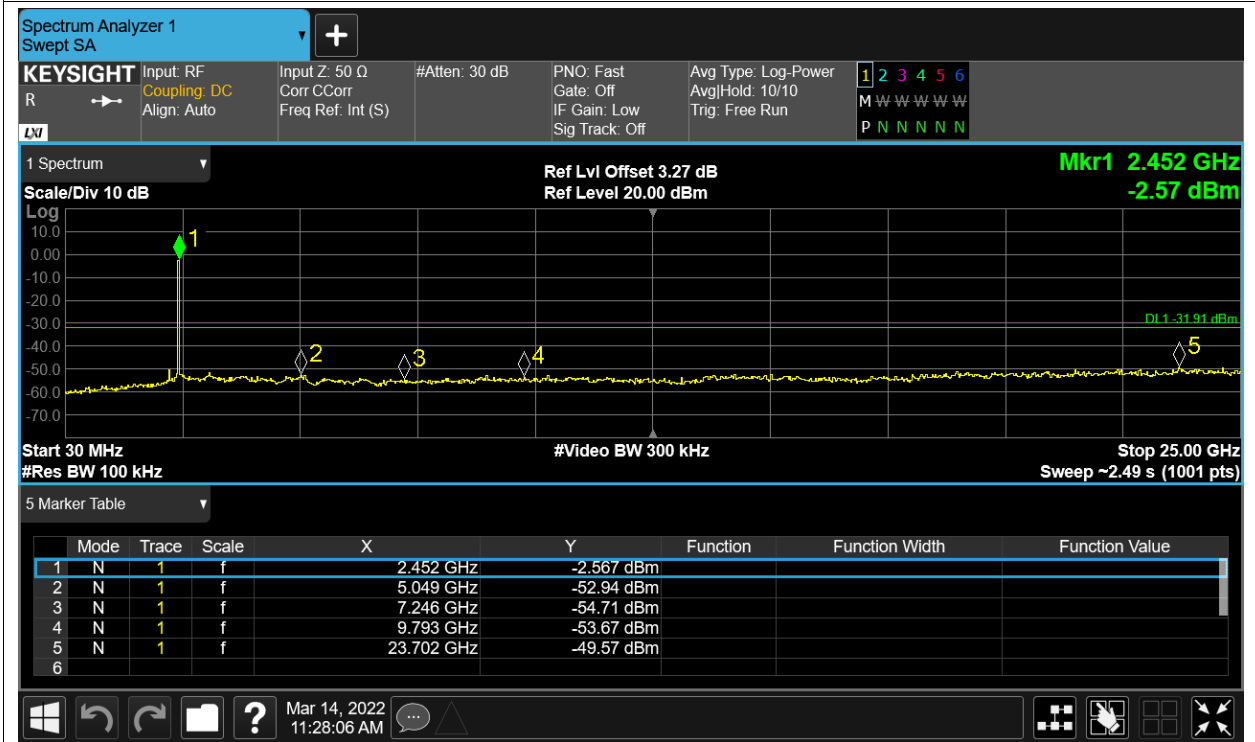 Spectrum Analyzer 1
Swept SA
+
KEYSIGHT Input: RF Input Z: 50 Ω #Atten: 30 dB PNO: Fast Avg Type: Log-Power 1 2 3 4 5 6
R Coupling: DC Corr CCorr Gate: Off Avg|Hold: 10/10 M W W W W W
Align: Auto Freq Ref: Int (S) IF Gain: Low Trig: Free Run
LXI Sig Track: Off P N N N N N N
1 Spectrum Ref Lvl Offset 3.27 dB Mkr1 2.452 GHz
Scale/Div 10 dB Ref Level 20.00 dBm -2.57 dBm
Log
10.0 1
0.00
-10.0
-20.0
-30.0 DL1 -31.91 dBm
-40.0 2 3 4 5
-50.0
-60.0
-70.0
Start 30 MHz #Video BW 300 kHz Stop 25.00 GHz
#Res BW 100 kHz Sweep ~2.49 s (1001 pts)
5 Marker Table
Mode Trace Scale X Y Function Function Width Function Value
1 N 1 f 2.452 GHz -2.567 dBm
2 N 1 f 5.049 GHz -52.94 dBm
3 N 1 f 7.246 GHz -54.71 dBm
4 N 1 f 9.793 GHz -53.67 dBm
5 N 1 f 23.702 GHz -49.57 dBm
6
? Mar 14, 2022
11:28:06 AM